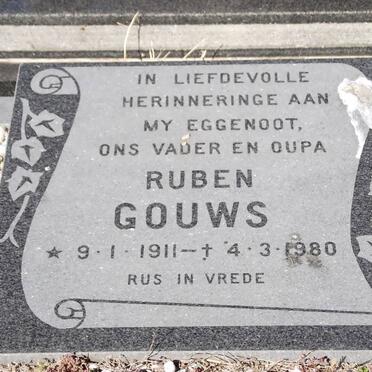 IN LIEFDEVOLLE
HERINNERINGE AAN
MY EGGENOOT,
ONS VADER EN OUPA
RUBEN
GOUWS
★ 9·1·1911--✝ 4·3·1980
RUS IN VREDE